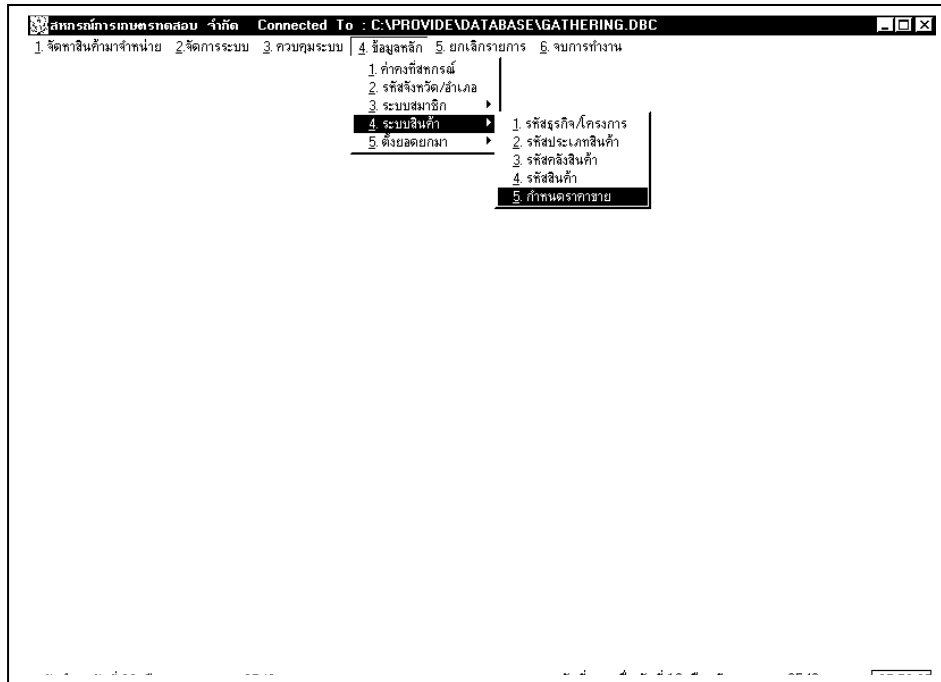 สหกรณ์การเกษตรทดสอบ จำกัด Connected To : C:\PROVIDE\DATABASE\GATHERING.DBC
1. จัดหาสินค้ามาจำหน่าย 2.จัดการระบบ 3. ควบคุมระบบ 4. ข้อมูลหลัก 5. ยกเลิกรายการ 6. จบการทำงาน
1. ค่าคงที่สหกรณ์
2. รหัสจังหวัด/อำเภอ
3. ระบบสมาชิก
4. ระบบสินค้า
5. ตั้งยอดยกมา
1. รหัสธุรกิจ/โครงการ
2. รหัสประเภทสินค้า
3. รหัสคลังสินค้า
4. รหัสสินค้า
5. กำหนดราคาขาย